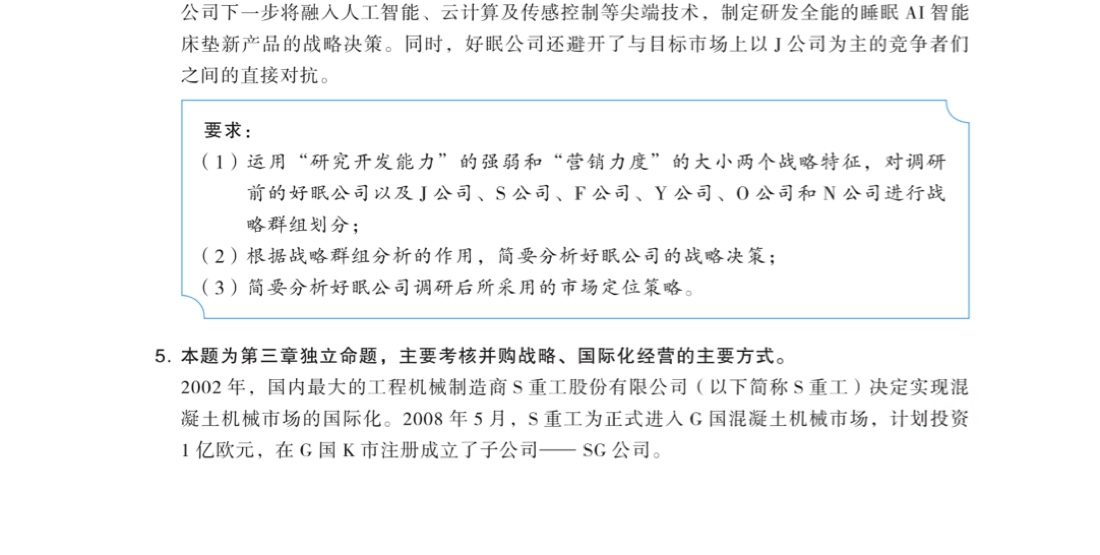 公司下一步将融入人工智能、云计算及传感控制等尖端技术，制定研发全能的睡眠 AI 智能
床垫新产品的战略决策。同时，好眠公司还避开了与目标市场上以 J 公司为主的竞争者们
之间的直接对抗。
要求：
（1）运用“研究开发能力”的强弱和“营销力度”的大小两个战略特征，对调研
前的好眠公司以及 J 公司、S 公司、F 公司、Y 公司、O 公司和 N 公司进行战
略群组划分；
（2）根据战略群组分析的作用，简要分析好眠公司的战略决策；
（3）简要分析好眠公司调研后所采用的市场定位策略。
5. 本题为第三章独立命题，主要考核并购战略、国际化经营的主要方式。
2002 年，国内最大的工程机械制造商 S 重工股份有限公司（以下简称 S 重工）决定实现混
凝土机械市场的国际化。2008 年 5 月，S 重工为正式进入 G 国混凝土机械市场，计划投资
1 亿欧元，在 G 国 K 市注册成立了子公司—— SG 公司。